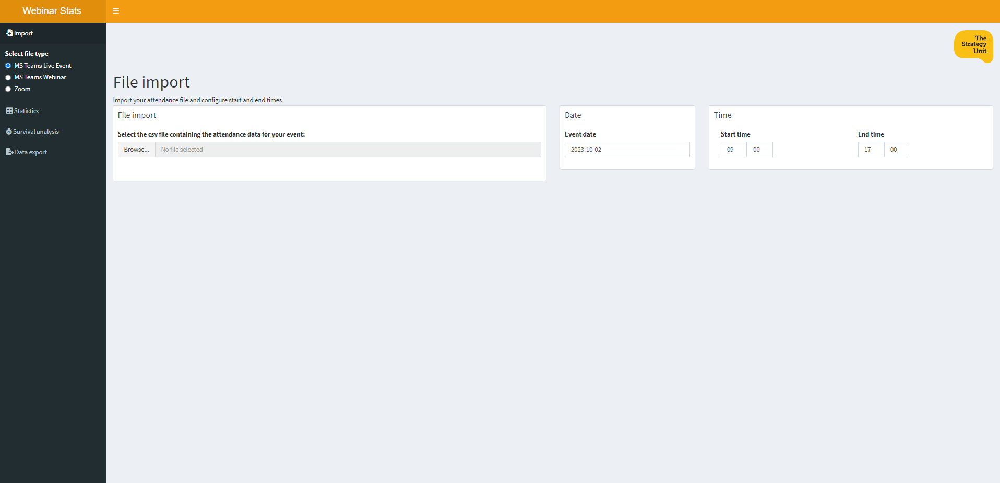 Webinar Stats
Import
Select file type
MS Teams Live Event
MS Teams Webinar
Zoom
Statistics
Survival analysis
Data export
The
Strategy
Unit
File import
Import your attendance file and configure start and end times
File import
Select the csv file containing the attendance data for your event:
Browse... No file selected
Date
Event date
2023-10-02
Time
Start time End time
09 00 17 00